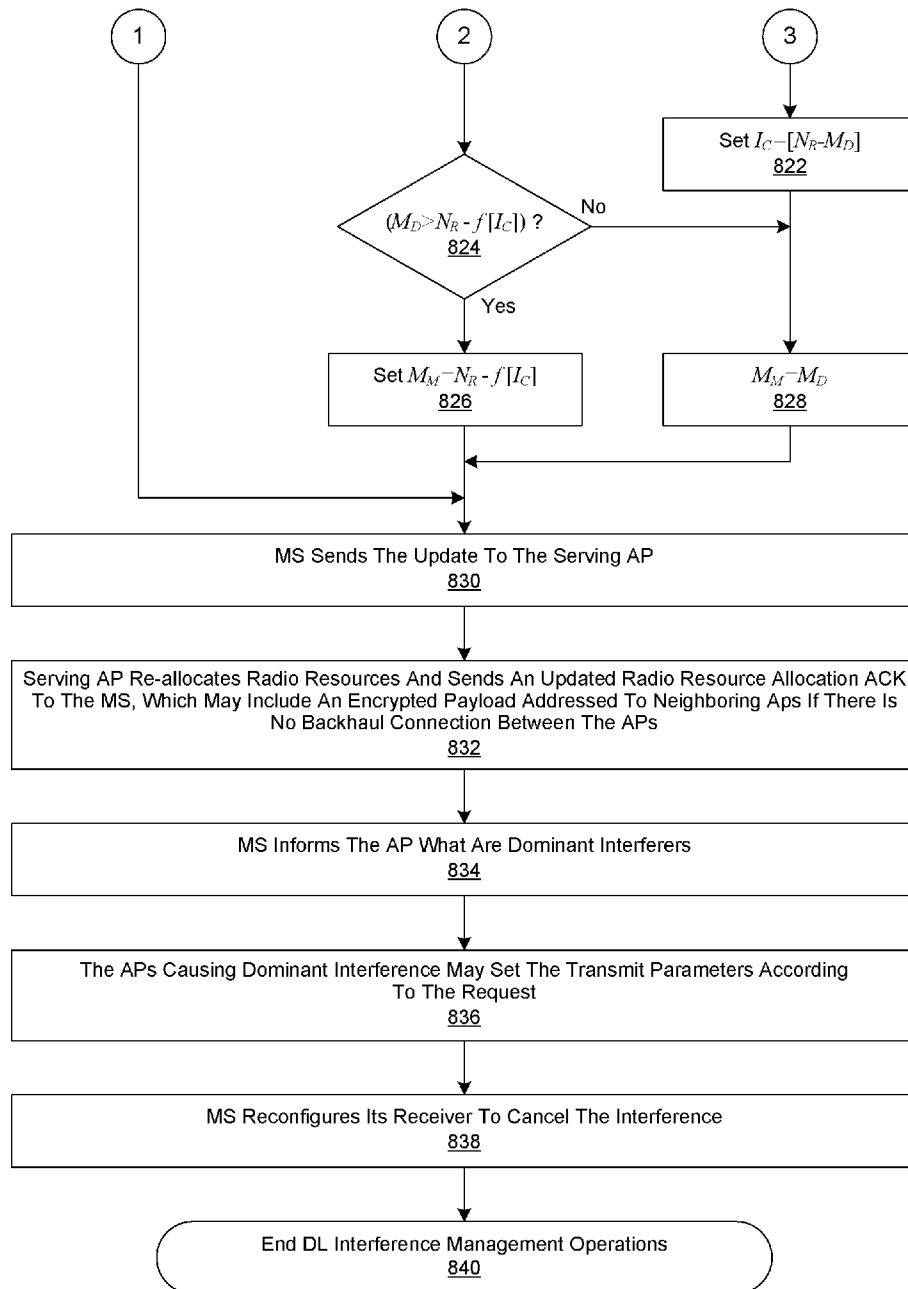 1
2
3
Set I_C–[N_R-M_D]
822
(M_D>N_R - f[I_C]) ?
824
No
Yes
Set M_M–N_R - f[I_C]
826
M_M–M_D
828
MS Sends The Update To The Serving AP
830
Serving AP Re-allocates Radio Resources And Sends An Updated Radio Resource Allocation ACK
To The MS, Which May Include An Encrypted Payload Addressed To Neighboring Aps If There Is
No Backhaul Connection Between The APs
832
MS Informs The AP What Are Dominant Interferers
834
The APs Causing Dominant Interference May Set The Transmit Parameters According
To The Request
836
MS Reconfigures Its Receiver To Cancel The Interference
838
End DL Interference Management Operations
840